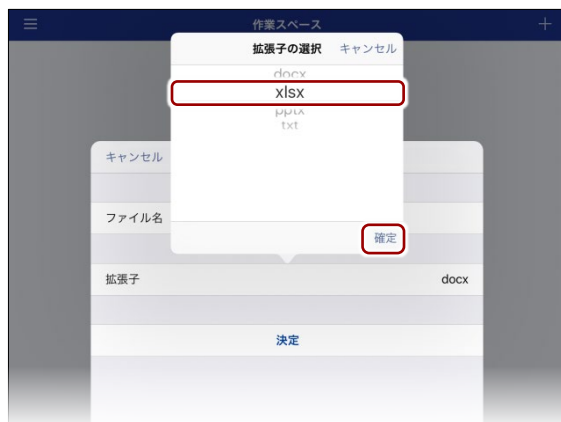 作業スペース
拡張子の選択 キャンセル
docx
xlsx
pptx
txt
キャンセル
ファイル名
確定
拡張子 docx
決定